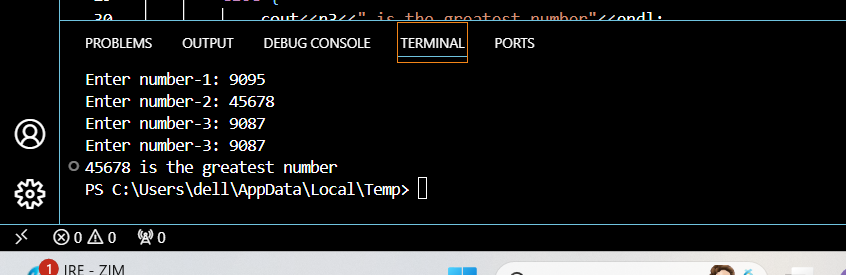 30 cout<<n3<<" is the greatest number"<<endl;
PROBLEMS OUTPUT DEBUG CONSOLE TERMINAL PORTS
Enter number-1: 9095
Enter number-2: 45678
Enter number-3: 9087
Enter number-3: 9087
45678 is the greatest number
PS C:\Users\dell\AppData\Local\Temp>
0 0 0
1 IRE - ZIM